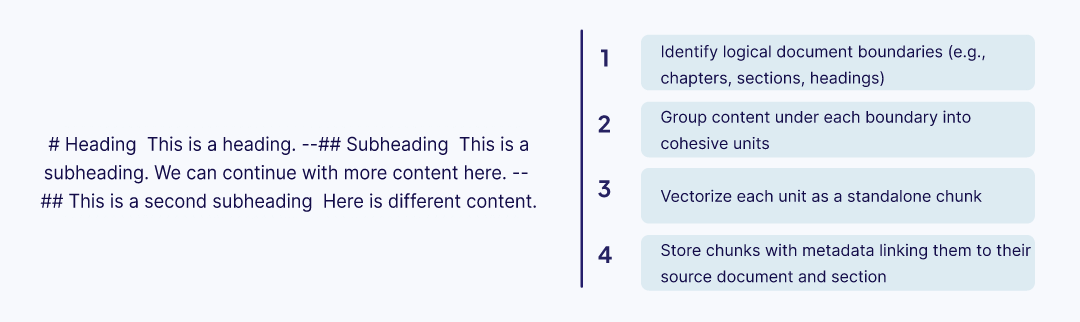 # Heading  This is a heading. --## Subheading  This is a
subheading. We can continue with more content here. --
## This is a second subheading  Here is different content.
1
Identify logical document boundaries (e.g.,
chapters, sections, headings)
2
Group content under each boundary into
cohesive units
3
Vectorize each unit as a standalone chunk
4
Store chunks with metadata linking them to their
source document and section